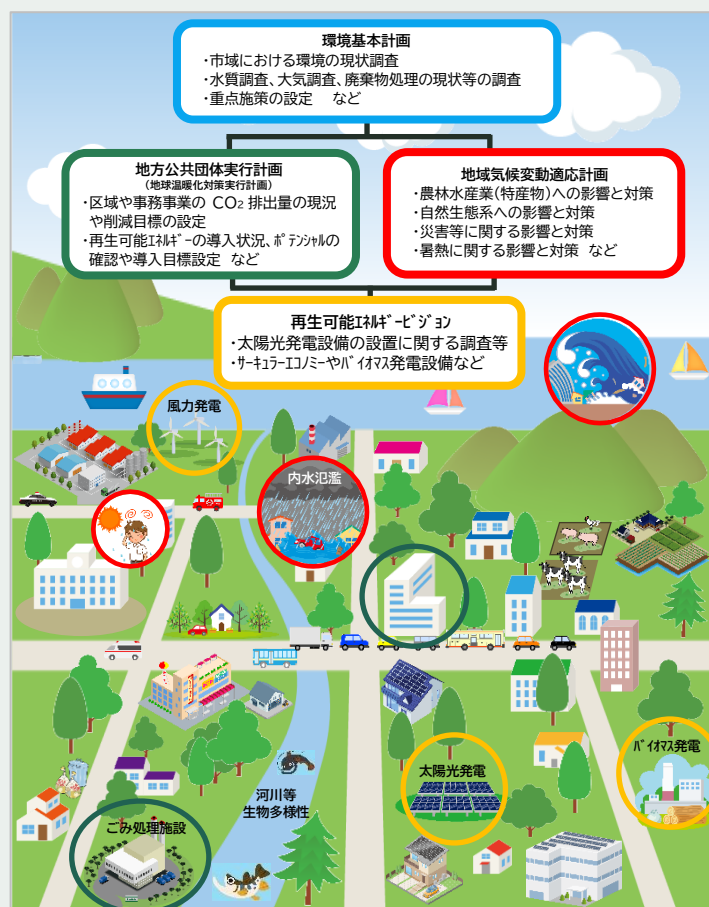 環境基本計画
・市域における環境の現状調査
・水質調査、大気調査、廃棄物処理の現状等の調査
・重点施策の設定　など
地方公共団体実行計画
(地球温暖化対策実行計画)
・区域や事務事業の CO₂ 排出量の現況
や削減目標の設定
・再生可能ｴﾈﾙｷﾞｰの導入状況、ﾎﾟﾃﾝｼｬﾙの
確認や導入目標設定 など
地域気候変動適応計画
・農林水産業(特産物)への影響と対策
・自然生態系への影響と対策
・災害等に関する影響と対策
・暑熱に関する影響と対策 など
再生可能ｴﾈﾙｷﾞｰﾋﾞｼﾞｮﾝ
・太陽光発電設備の設置に関する調査等
・ｻｰｷｭﾗｰｴｺﾉﾐｰやﾊﾞｲｵﾏｽ発電設備など
風力発電
内水氾濫
太陽光発電
ﾊﾞｲｵﾏｽ発電
河川等
生物多様性
ごみ処理施設